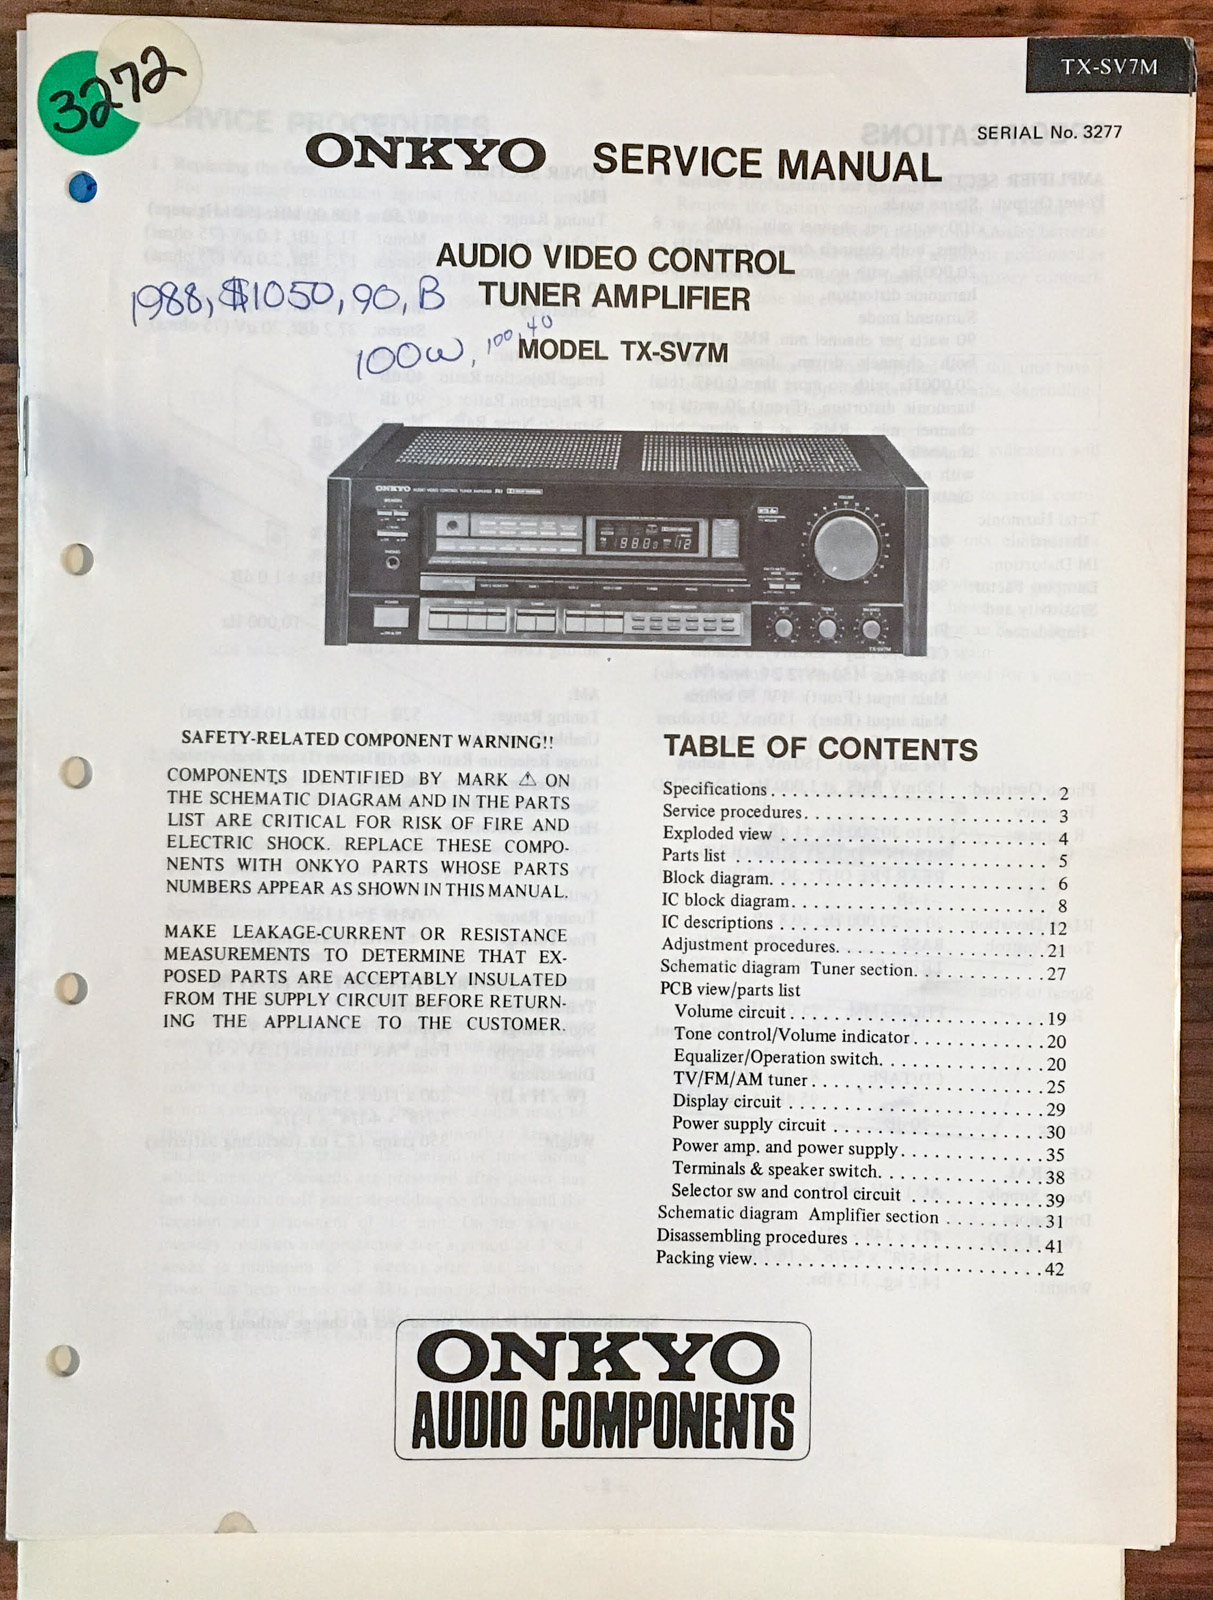 3272
TX-SV7M
SERIAL No. 3277
ONKYO SERVICE MANUAL
AUDIO VIDEO CONTROL
TUNER AMPLIFIER
1988, $1050, 90, B
100W, 100, 40
MODEL TX-SV7M
ONKYO
VOLUME
POWER
TX-SV7M
SAFETY-RELATED COMPONENT WARNING!!
COMPONENTS IDENTIFIED BY MARK ⚠ ON
THE SCHEMATIC DIAGRAM AND IN THE PARTS
LIST ARE CRITICAL FOR RISK OF FIRE AND
ELECTRIC SHOCK. REPLACE THESE COMPO-
NENTS WITH ONKYO PARTS WHOSE PARTS
NUMBERS APPEAR AS SHOWN IN THIS MANUAL.
MAKE LEAKAGE-CURRENT OR RESISTANCE
MEASUREMENTS TO DETERMINE THAT EX-
POSED PARTS ARE ACCEPTABLY INSULATED
FROM THE SUPPLY CIRCUIT BEFORE RETURN-
ING THE APPLIANCE TO THE CUSTOMER.
TABLE OF CONTENTS
Specifications . . . . . . . . . . . . . . . . . . . . . . . . 2
Service procedures. . . . . . . . . . . . . . . . . . . . . 3
Exploded view . . . . . . . . . . . . . . . . . . . . . . . 4
Parts list . . . . . . . . . . . . . . . . . . . . . . . . . . . 5
Block diagram. . . . . . . . . . . . . . . . . . . . . . . . 6
IC block diagram. . . . . . . . . . . . . . . . . . . . . . 8
IC descriptions . . . . . . . . . . . . . . . . . . . . . . 12
Adjustment procedures. . . . . . . . . . . . . . . . . 21
Schematic diagram Tuner section. . . . . . . . . . 27
PCB view/parts list
Volume circuit . . . . . . . . . . . . . . . . . . . . . 19
Tone control/Volume indicator . . . . . . . . . . 20
Equalizer/Operation switch. . . . . . . . . . . . . 20
TV/FM/AM tuner . . . . . . . . . . . . . . . . . . . 25
Display circuit . . . . . . . . . . . . . . . . . . . . . 29
Power supply circuit . . . . . . . . . . . . . . . . . 30
Power amp. and power supply. . . . . . . . . . . 35
Terminals & speaker switch. . . . . . . . . . . . . 38
Selector sw and control circuit . . . . . . . . . . 39
Schematic diagram Amplifier section . . . . . . . 31
Disassembling procedures . . . . . . . . . . . . . . . 41
Packing view. . . . . . . . . . . . . . . . . . . . . . . . 42
ONKYO
AUDIO COMPONENTS